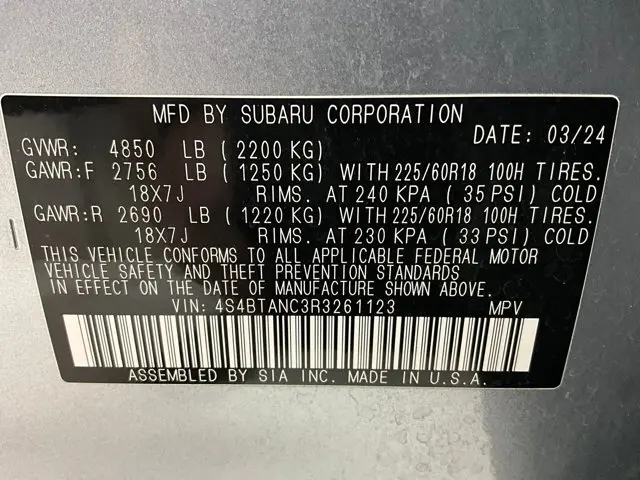 MFD BY SUBARU CORPORATION
DATE: 03/24
GVWR: 4850 LB (2200 KG)
GAWR:F 2756 LB (1250 KG) WITH 225/60R18 100H TIRES.
18X7J RIMS. AT 240 KPA (35 PSI) COLD
GAWR:R 2690 LB (1220 KG) WITH 225/60R18 100H TIRES.
18X7J RIMS. AT 230 KPA (33 PSI) COLD
THIS VEHICLE CONFORMS TO ALL APPLICABLE FEDERAL MOTOR
VEHICLE SAFETY AND THEFT PREVENTION STANDARDS
IN EFFECT ON THE DATE OF MANUFACTURE SHOWN ABOVE.
VIN: 4S4BTANC3R3261123 MPV
ASSEMBLED BY SIA INC. MADE IN U.S.A.